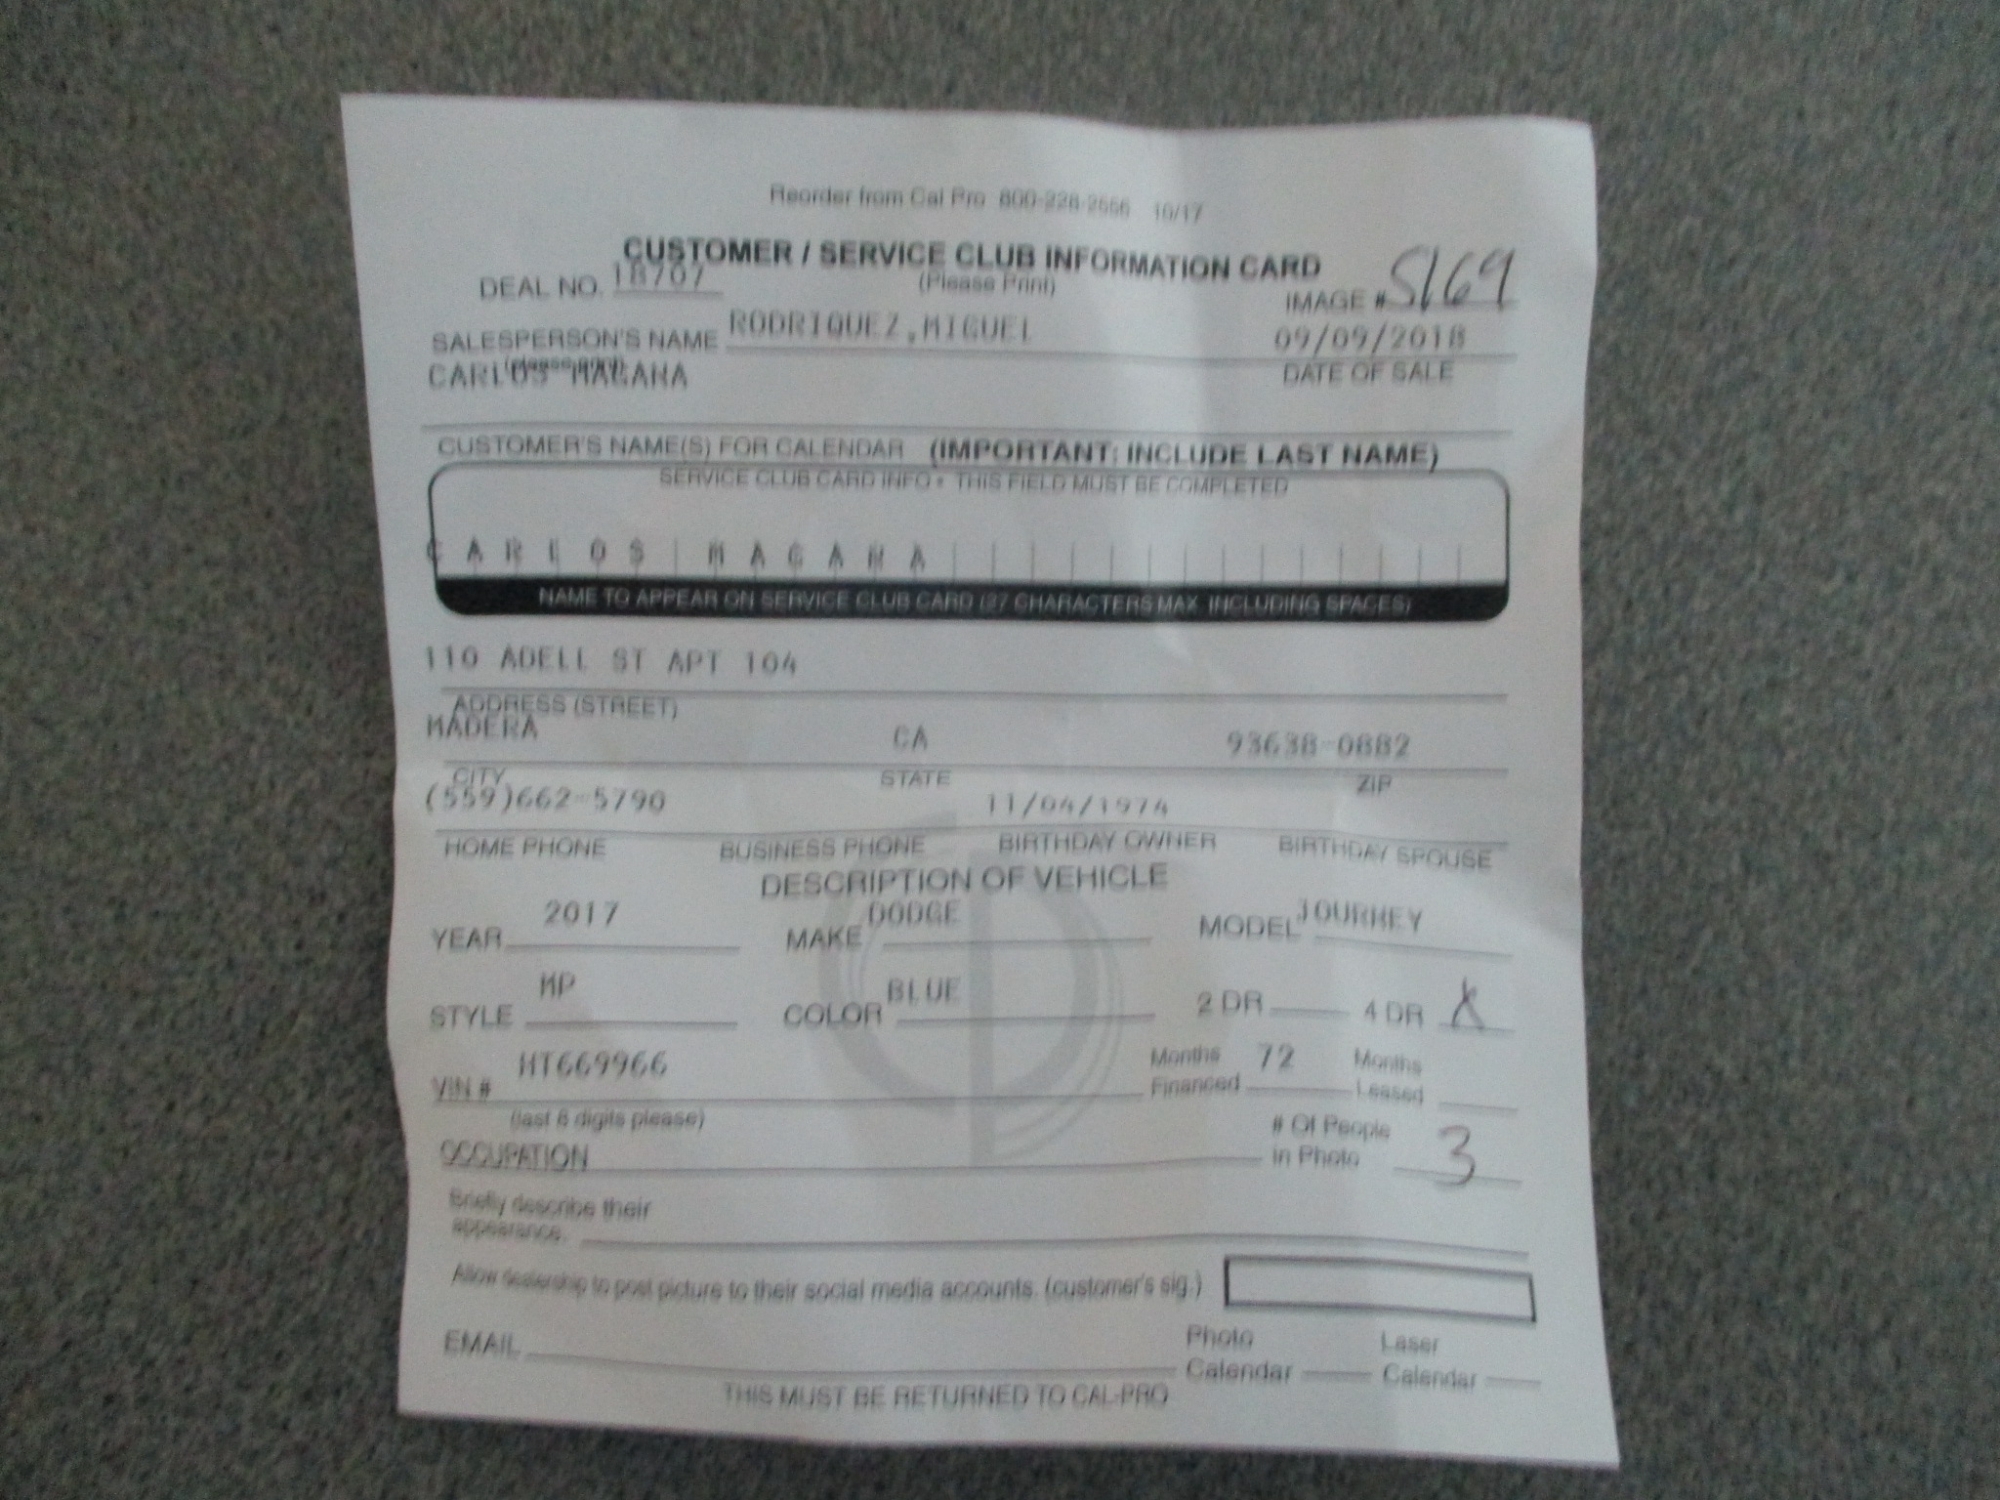 Reorder from Cal Pro 800-228-2556 10/17
CUSTOMER / SERVICE CLUB INFORMATION CARD
DEAL NO. 18707 (Please Print) IMAGE # 5169
SALESPERSON'S NAME RODRIQUEZ,MIGUEL 09/09/2018
(please print) DATE OF SALE
CARLOS MAGANA
CUSTOMER'S NAME(S) FOR CALENDAR (IMPORTANT: INCLUDE LAST NAME)
SERVICE CLUB CARD INFO • THIS FIELD MUST BE COMPLETED
CARLOS MAGANA
NAME TO APPEAR ON SERVICE CLUB CARD (27 CHARACTERS MAX. INCLUDING SPACES)
110 ADELL ST APT 104
ADDRESS (STREET)
MADERA CA 93638-0882
CITY STATE ZIP
(559)662-5790 11/04/1974
HOME PHONE BUSINESS PHONE BIRTHDAY OWNER BIRTHDAY SPOUSE
DESCRIPTION OF VEHICLE
YEAR 2017 MAKE DODGE MODEL JOURNEY
STYLE MP COLOR BLUE 2 DR 4 DR X
VIN # HT669966 Months Financed 72 Months Leased
(last 8 digits please)
OCCUPATION # Of People in Photo 3
Briefly describe their
appearance.
Allow dealership to post picture to their social media accounts. (customer's sig.)
EMAIL Photo Calendar Laser Calendar
THIS MUST BE RETURNED TO CAL-PRO